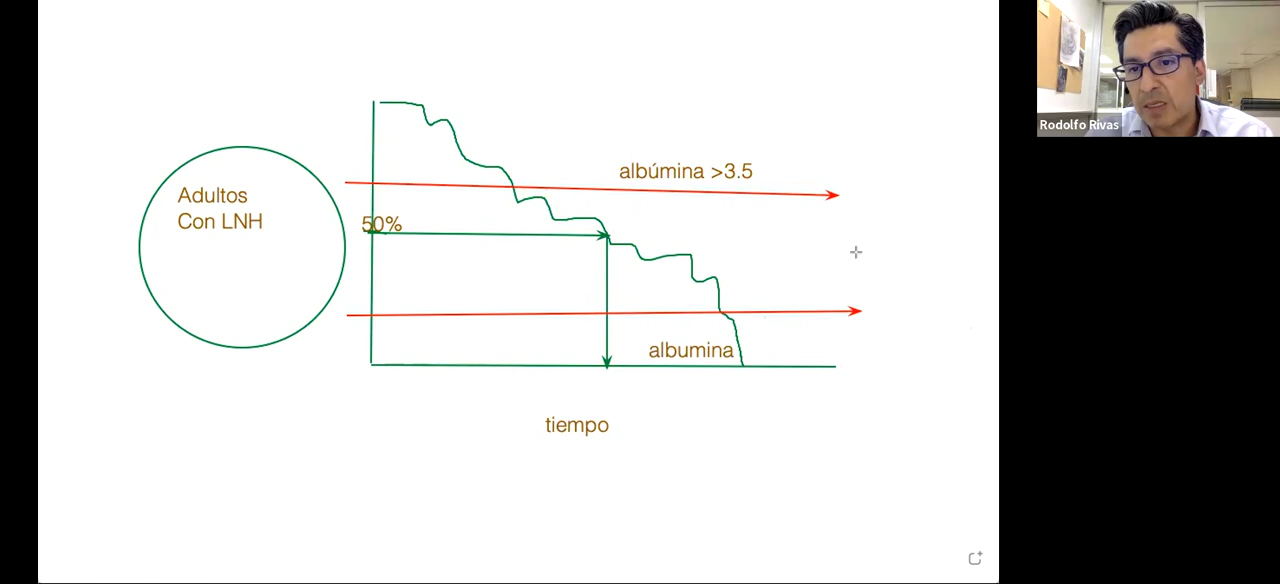 Rodolfo Rivas
albúmina >3.5
Adultos
Con LNH
50%
albumina
tiempo